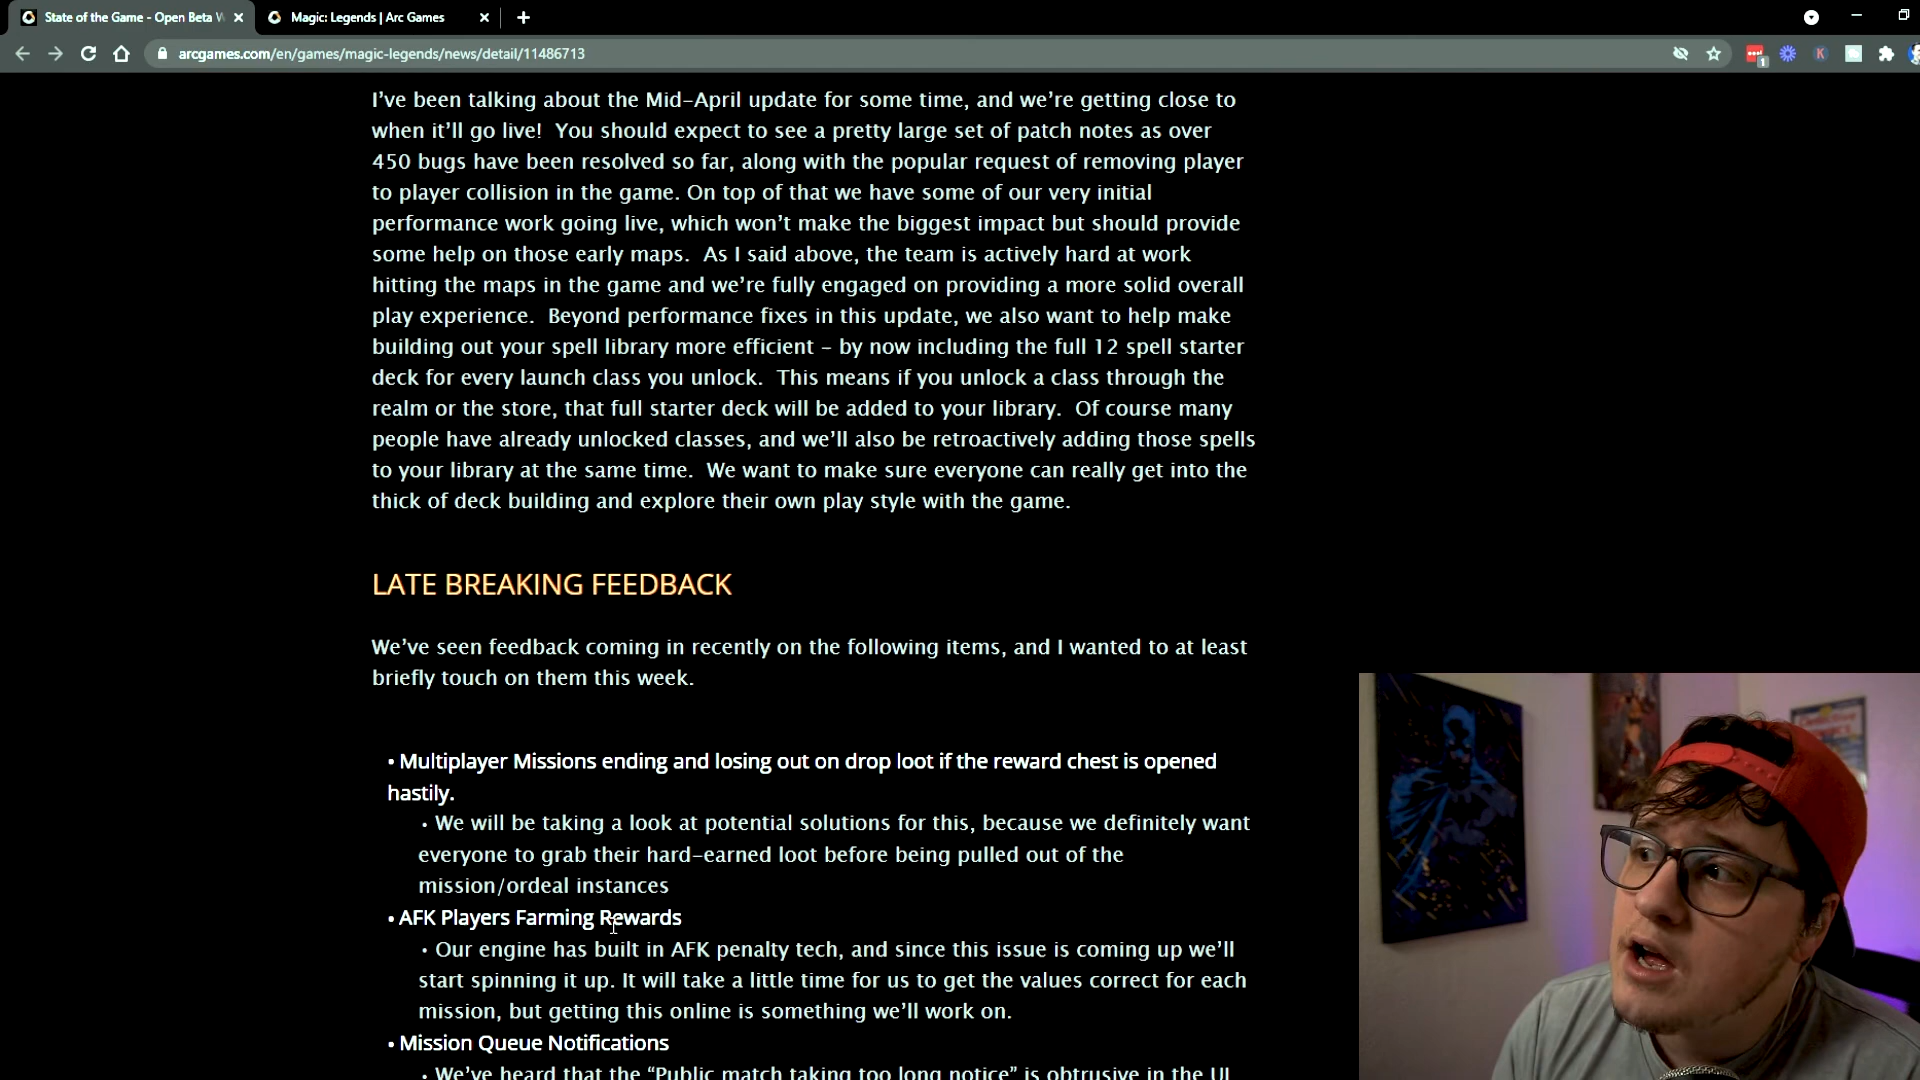 State of the Game - Open Beta W
Magic: Legends | Arc Games
arcgames.com/en/games/magic-legends/news/detail/11486713
1
K
I've been talking about the Mid-April update for some time, and we're getting close to
when it'll go live!  You should expect to see a pretty large set of patch notes as over
450 bugs have been resolved so far, along with the popular request of removing player
to player collision in the game. On top of that we have some of our very initial
performance work going live, which won't make the biggest impact but should provide
some help on those early maps.  As I said above, the team is actively hard at work
hitting the maps in the game and we're fully engaged on providing a more solid overall
play experience.  Beyond performance fixes in this update, we also want to help make
building out your spell library more efficient – by now including the full 12 spell starter
deck for every launch class you unlock.  This means if you unlock a class through the
realm or the store, that full starter deck will be added to your library.  Of course many
people have already unlocked classes, and we'll also be retroactively adding those spells
to your library at the same time.  We want to make sure everyone can really get into the
thick of deck building and explore their own play style with the game.
LATE BREAKING FEEDBACK
We've seen feedback coming in recently on the following items, and I wanted to at least
briefly touch on them this week.
• Multiplayer Missions ending and losing out on drop loot if the reward chest is opened
hastily.
• We will be taking a look at potential solutions for this, because we definitely want
everyone to grab their hard-earned loot before being pulled out of the
mission/ordeal instances
• AFK Players Farming Rewards
• Our engine has built in AFK penalty tech, and since this issue is coming up we'll
start spinning it up. It will take a little time for us to get the values correct for each
mission, but getting this online is something we'll work on.
• Mission Queue Notifications
• We've heard that the "Public match taking too long notice" is obtrusive in the UI